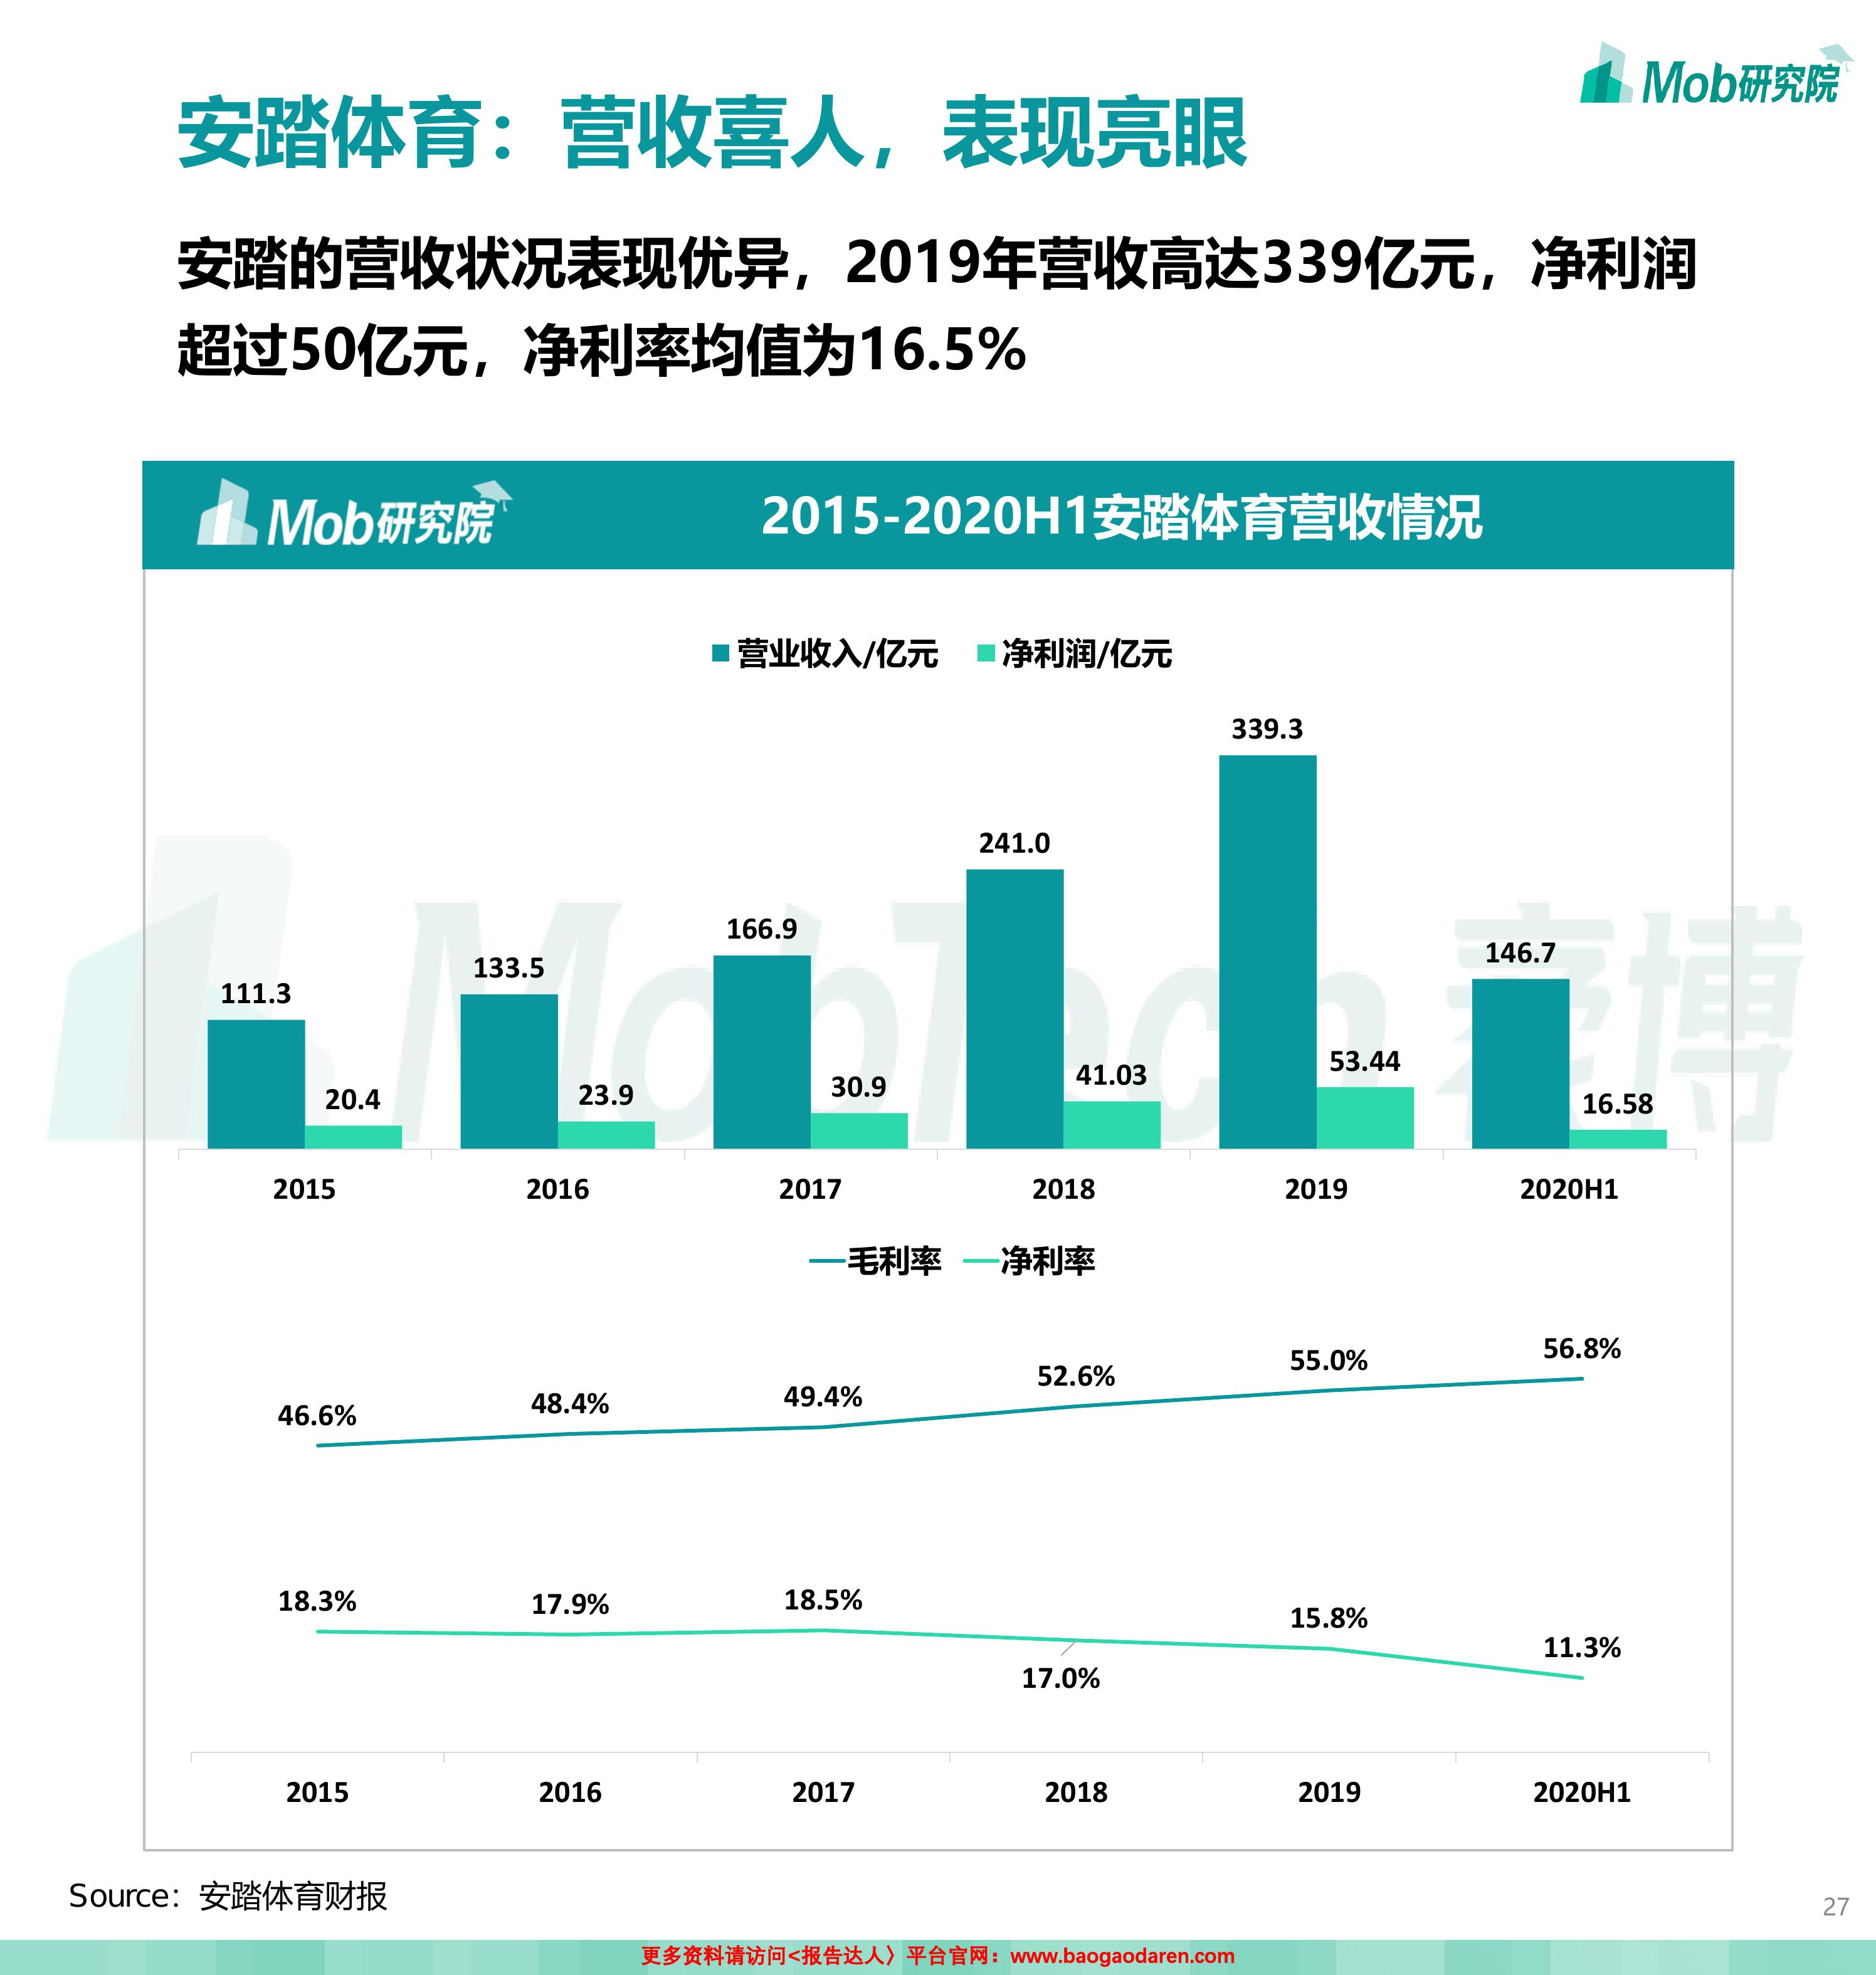 Mob研究院
安踏体育：营收喜人，表现亮眼
安踏的营收状况表现优异，2019年营收高达339亿元，净利润
超过50亿元，净利率均值为16.5%
Mob研究院
2015-2020H1安踏体育营收情况
营业收入/亿元 净利润/亿元
339.3
241.0
166.9
146.7
133.5
111.3
53.44
41.03
30.9
23.9
20.4
16.58
MobTech 袤博
2015 2016 2017 2018 2019 2020H1
毛利率 净利率
46.6% 48.4% 49.4% 52.6% 55.0% 56.8%
18.3% 17.9% 18.5% 17.0% 15.8% 11.3%
2015 2016 2017 2018 2019 2020H1
Source：安踏体育财报
27
更多资料请访问<报告达人〉平台官网：www.baogaodaren.com